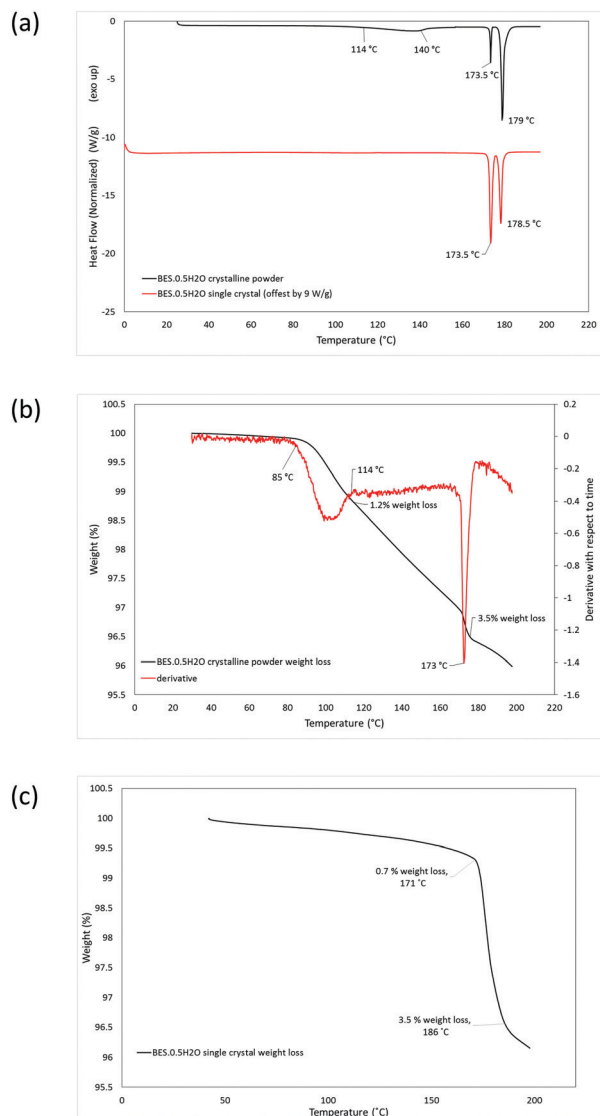 (a)
0
-5
-10
-15
-20
-25
Heat Flow (Normalized) (W/g) (exo up)
114 °C
140 °C
173.5 °C
179 °C
173.5 °C
178.5 °C
BES.0.5H2O crystalline powder
BES.0.5H2O single crystal (offest by 9 W/g)
0 20 40 60 80 100 120 140 160 180 200 220
Temperature (°C)
(b)
100.5
100
99.5
99
98.5
98
97.5
97
96.5
96
95.5
Weight (%)
0.2
0
-0.2
-0.4
-0.6
-0.8
-1
-1.2
-1.4
-1.6
Derivative with respect to time
85 °C
114 °C
1.2% weight loss
3.5% weight loss
173 °C
BES.0.5H2O crystalline powder weight loss
derivative
0 20 40 60 80 100 120 140 160 180 200 220
Temperature (°C)
(c)
100.5
100
99.5
99
98.5
98
97.5
97
96.5
96
95.5
Weight (%)
0.7 % weight loss,
171 ˚C
3.5 % weight loss,
186 ˚C
BES.0.5H2O single crystal weight loss
0 50 100 150 200
Temperature (°C)